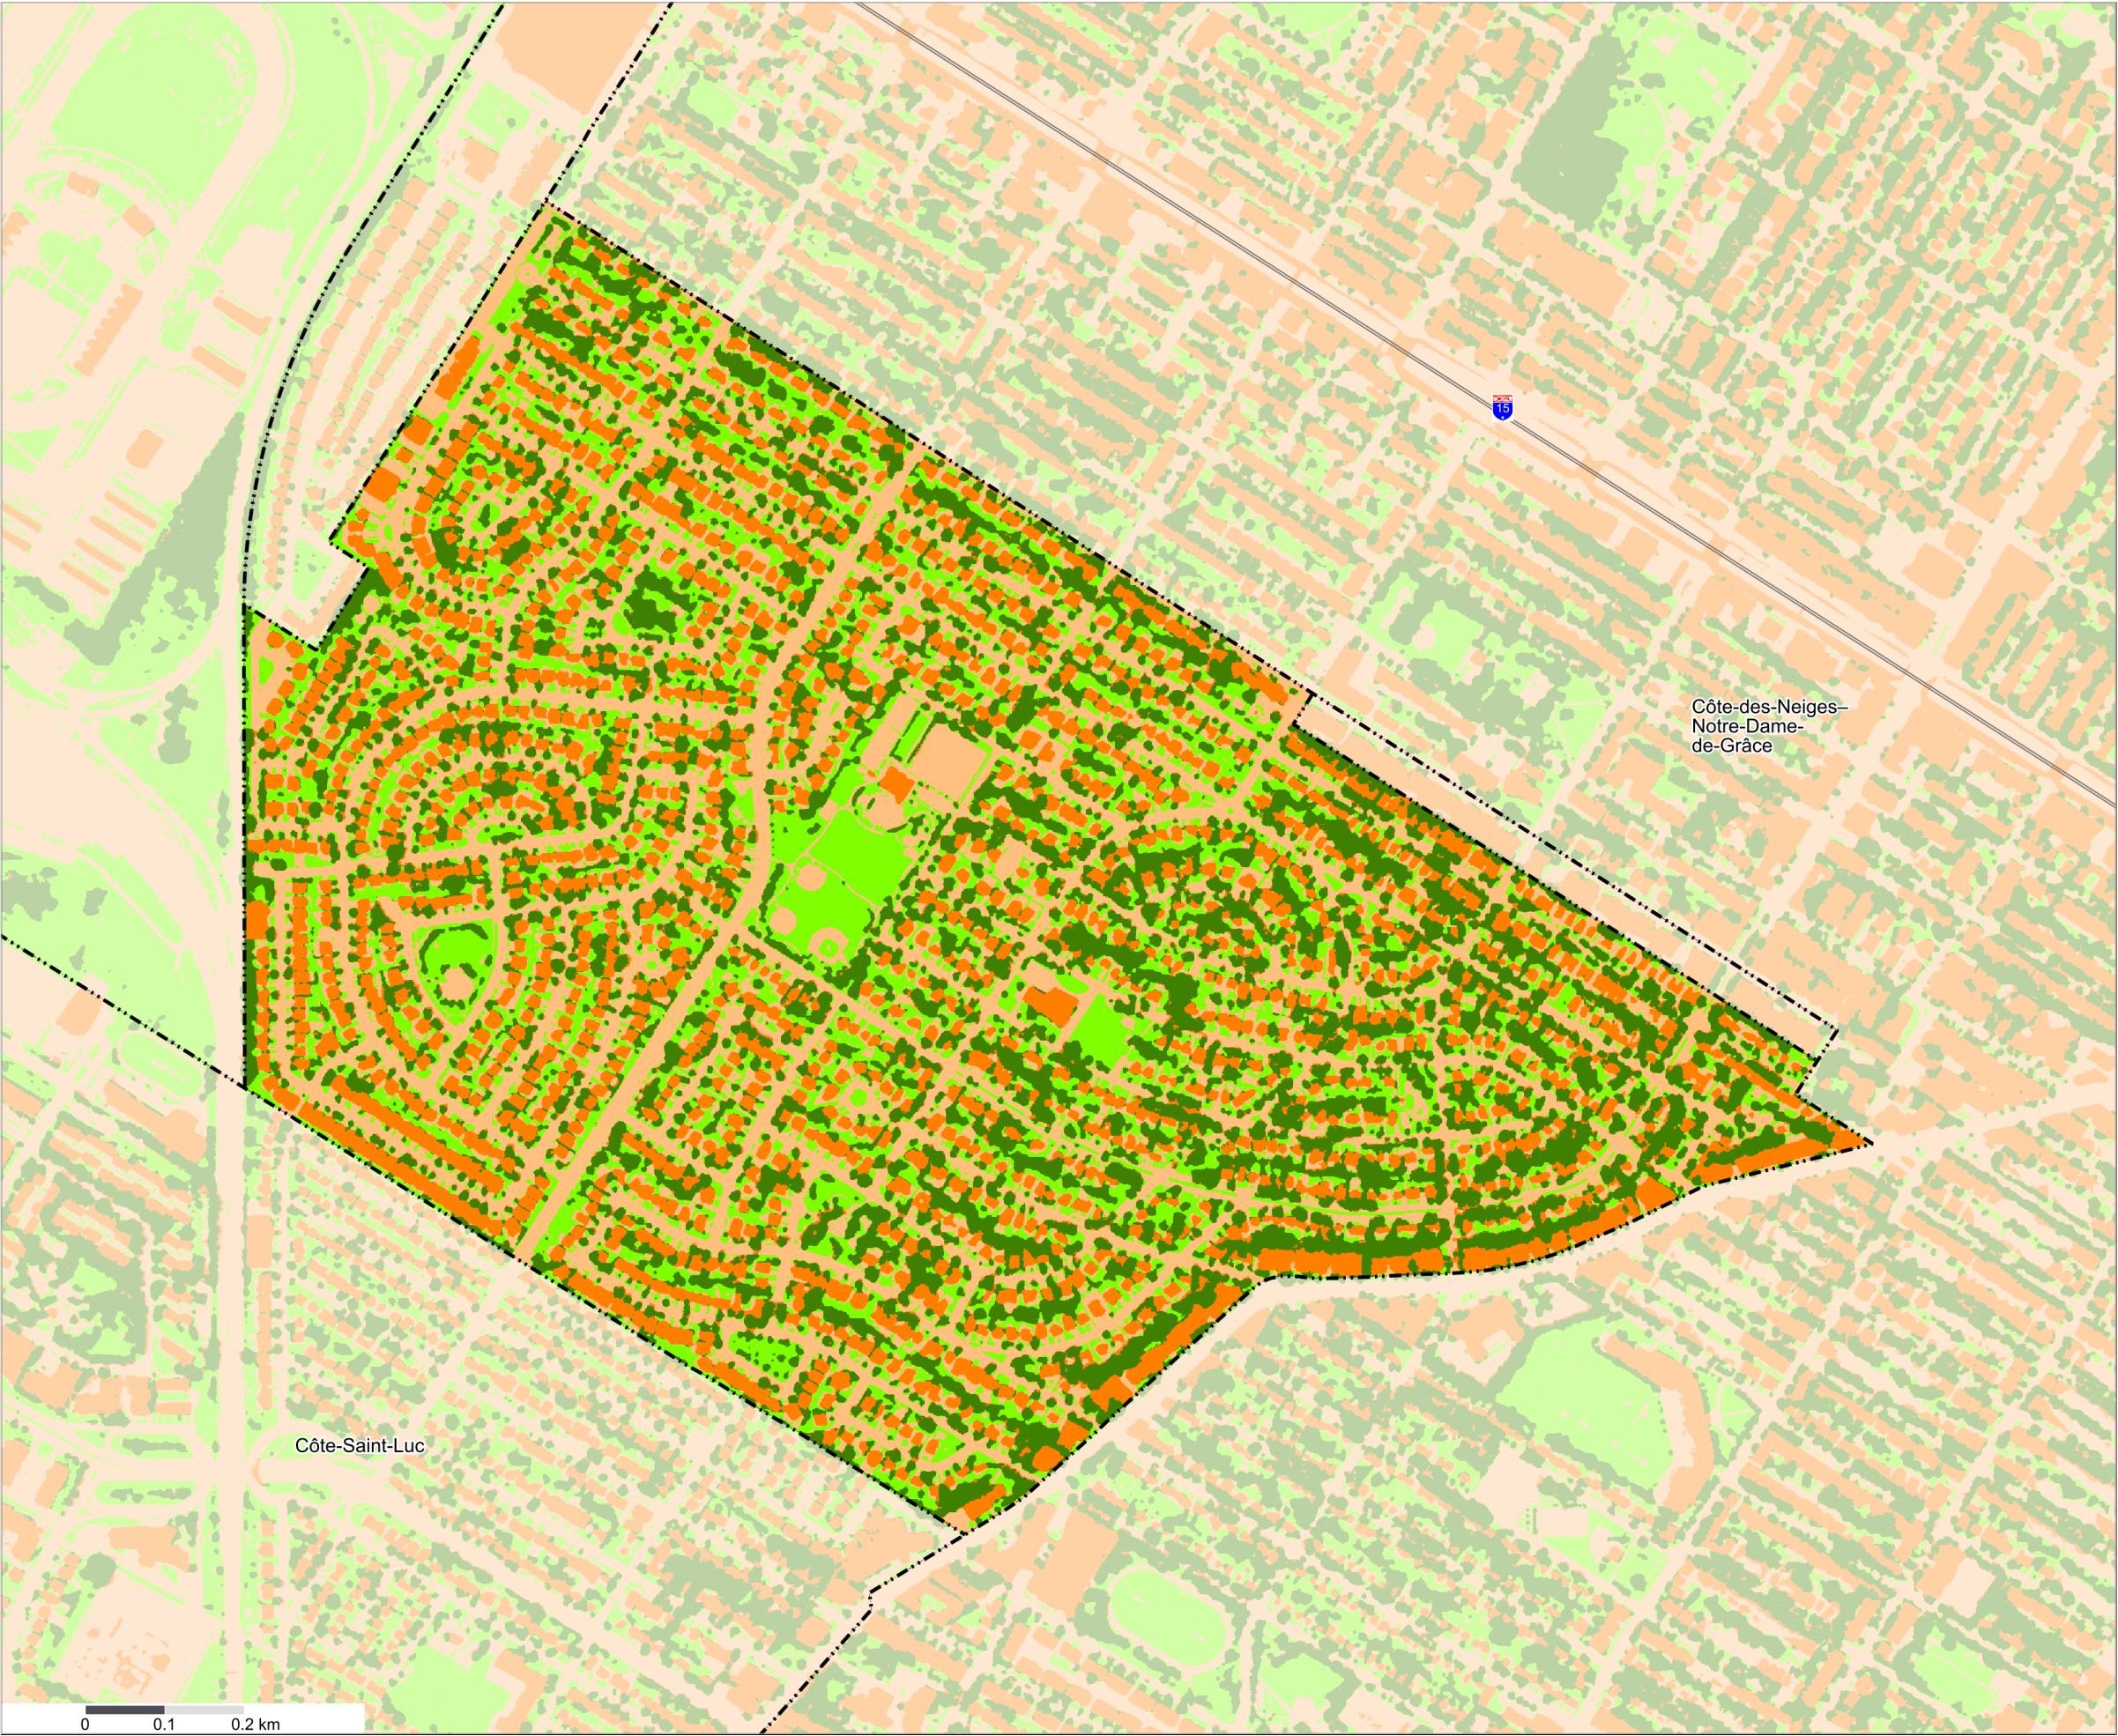 15
Côte-des-Neiges–
Notre-Dame-
de-Grâce
Côte-Saint-Luc
0 0.1 0.2 km